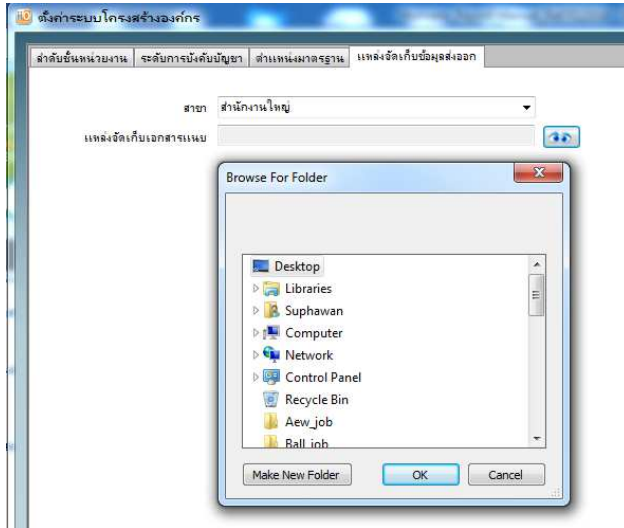 ตั้งค่าระบบโครงสร้างองค์กร
ลำดับชั้นหน่วยงาน ระดับการบังคับบัญชา ตำแหน่งมาตรฐาน แหล่งจัดเก็บข้อมูลส่งออก
สาขา สำนักงานใหญ่
แหล่งจัดเก็บเอกสารแนบ
Browse For Folder
Desktop
Libraries
Suphawan
Computer
Network
Control Panel
Recycle Bin
Aew_job
Ball_job
Make New Folder OK Cancel